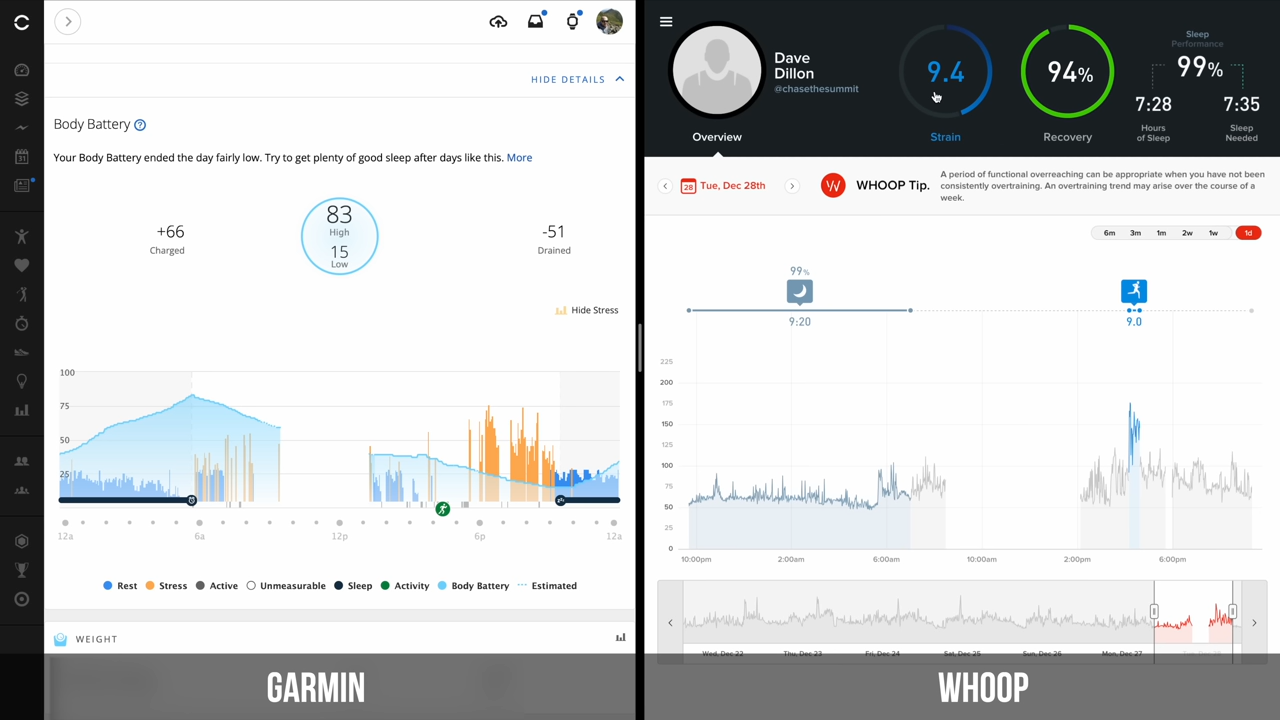 HIDE DETAILS
Body Battery ?
Your Body Battery ended the day fairly low. Try to get plenty of good sleep after days like this. More
+66
Charged
83
High
15
Low
-51
Drained
Hide Stress
100
75
50
25
12a 6a 12p 6p 12a
Rest Stress Active Unmeasurable Sleep Activity Body Battery Estimated
WEIGHT
GARMIN
Dave
Dillon
@chasethesummit
Overview
9.4
Strain
94%
Recovery
Sleep
Performance
99%
7:28
Hours
of Sleep
7:35
Sleep
Needed
28 Tue, Dec 28th
W WHOOP Tip.
A period of functional overreaching can be appropriate when you have not been
consistently overtraining. An overtraining trend may arise over the course of a
week.
6m 3m 1m 2w 1w 1d
99%
9:20
9.0
225
200
175
150
125
100
75
50
25
0
10:00pm 2:00am 6:00am 10:00am 2:00pm 6:00pm
Wed, Dec 22 Thu, Dec 23 Fri, Dec 24 Sat, Dec 25 Sun, Dec 26 Mon, Dec 27
WHOOP